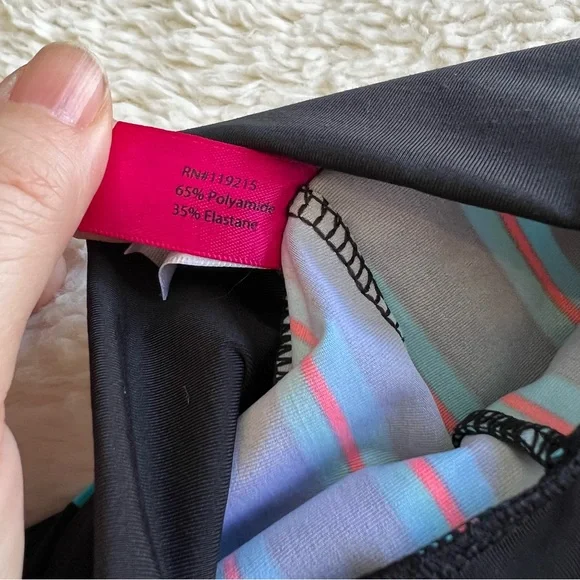 RN#119215
65% Polyamide
35% Elastane